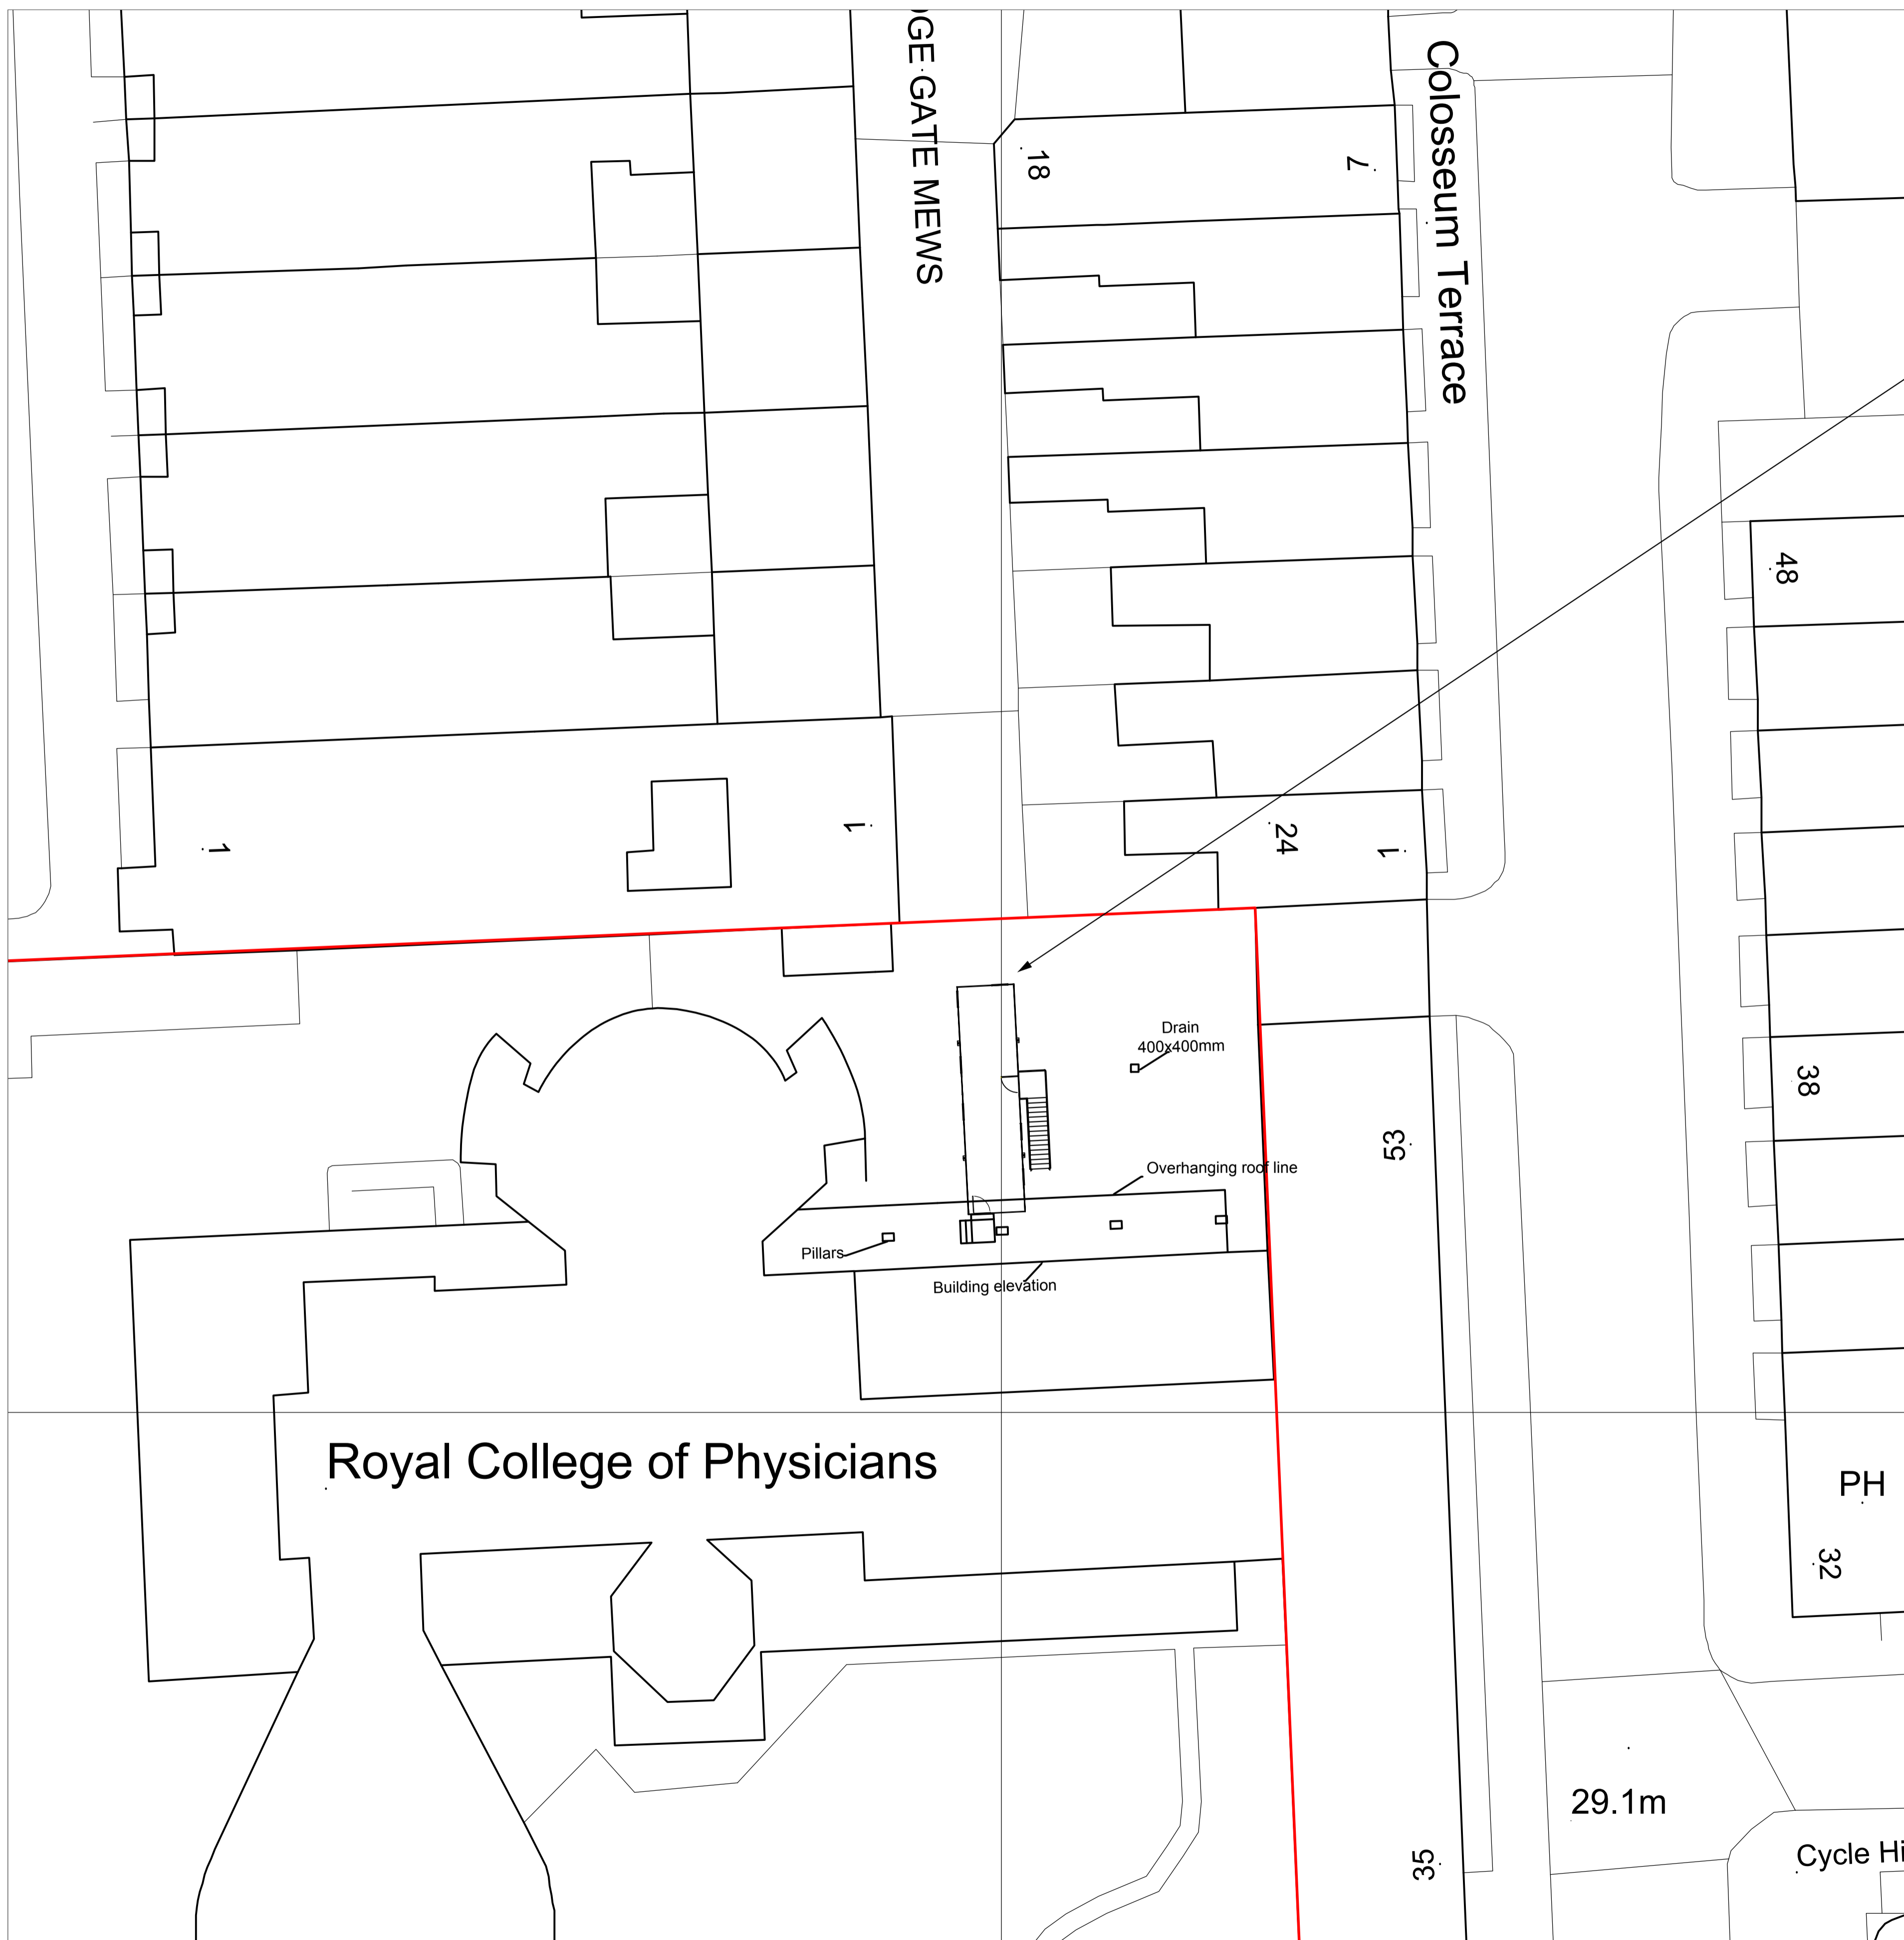 GE GATE MEWS
Colosseum Terrace
18
7
48
1
1
24
1
38
Drain
400x400mm
53
Overhanging roof line
Pillars
Building elevation
Royal College of Physicians
PH
32
29.1m
35
Cycle